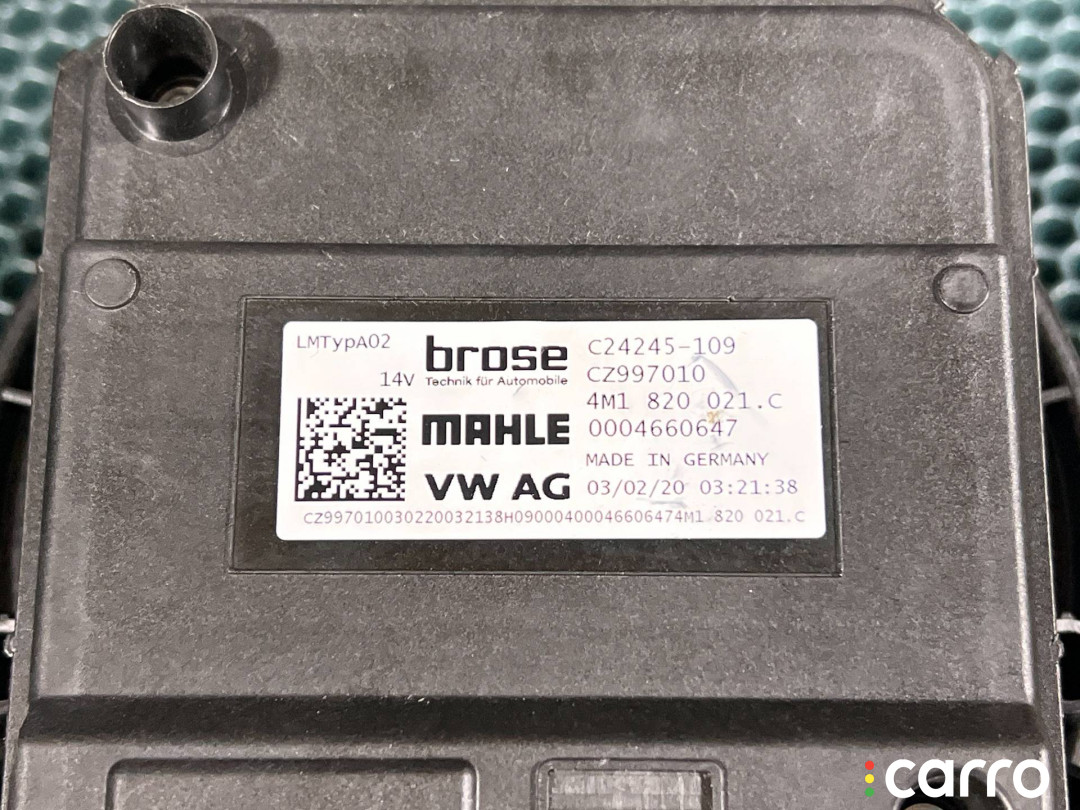 LMTypA02
14V
brose
Technik für Automobile
MAHLE
VW AG
C24245-109
CZ997010
4M1 820 021.C
0004660647
MADE IN GERMANY
03/02/20 03:21:38
CZ997010030220032138H09000400046606474M1 820 021.C
carro